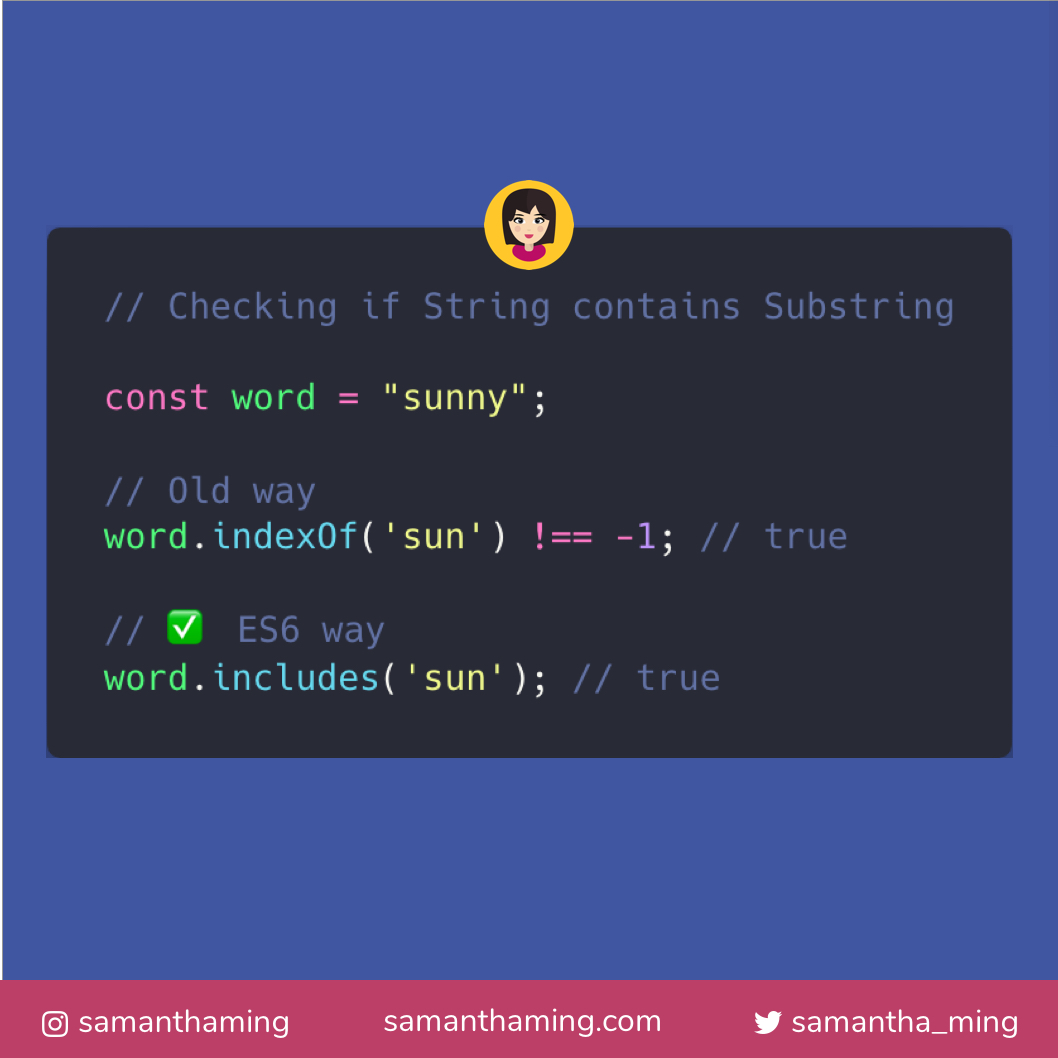 // Checking if String contains Substring
const word = "sunny";
// Old way
word.indexOf('sun') !== -1; // true
// ✅ ES6 way
word.includes('sun'); // true
samanthaming samanthaming.com samantha_ming